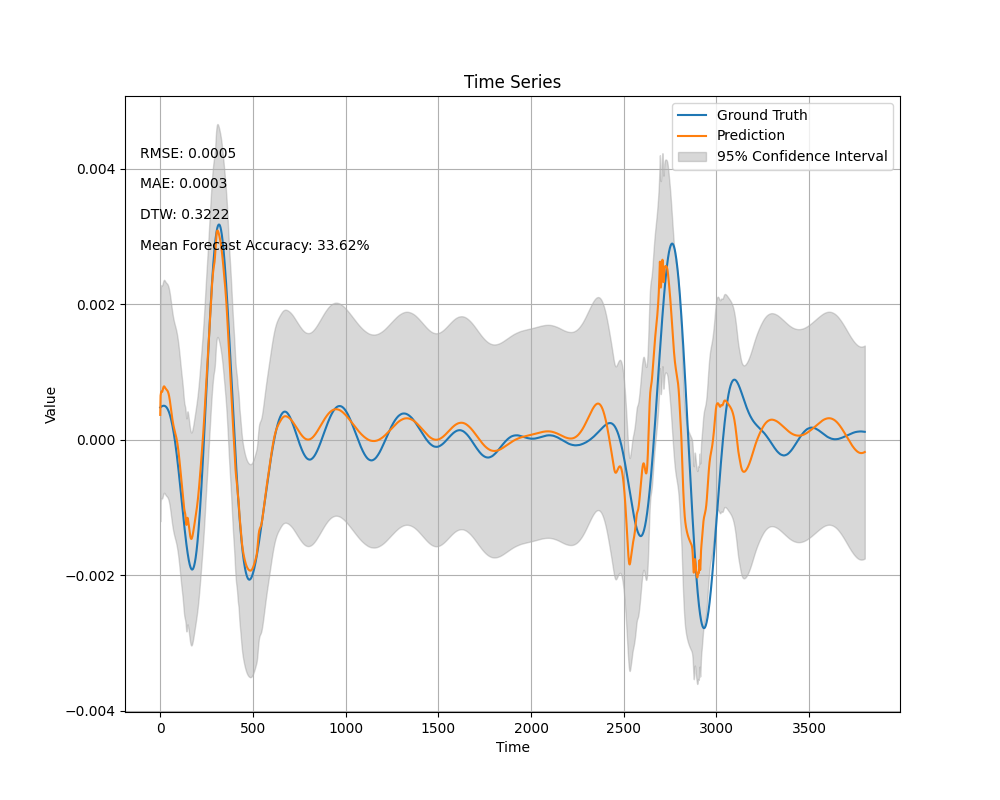 Time Series
Ground Truth
Prediction
95% Confidence Interval
RMSE: 0.0005
MAE: 0.0003
DTW: 0.3222
Mean Forecast Accuracy: 33.62%
0.004
0.002
0.000
−0.002
−0.004
Value
0 500 1000 1500 2000 2500 3000 3500
Time